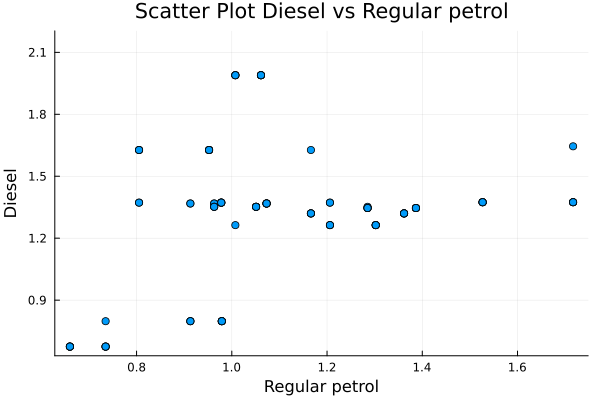 Scatter Plot Diesel vs Regular petrol
2.1
1.8
1.5
1.2
0.9
Diesel
0.8 1.0 1.2 1.4 1.6
Regular petrol